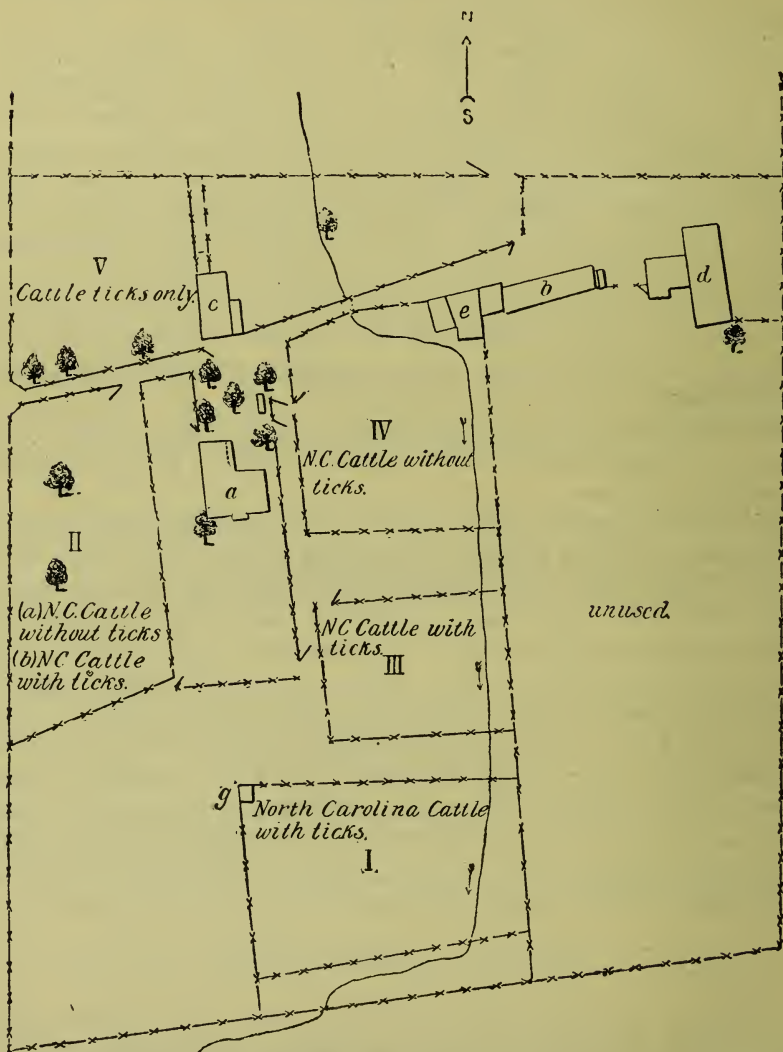 N
S
V
Cattle ticks only.
c
e
b
d
IV
N.C. Cattle without
ticks.
a
II
(a) N.C. Cattle
without ticks
(b) NC Cattle
with ticks.
unused.
NC Cattle with
ticks.
III
g
North Carolina Cattle
with ticks.
I.